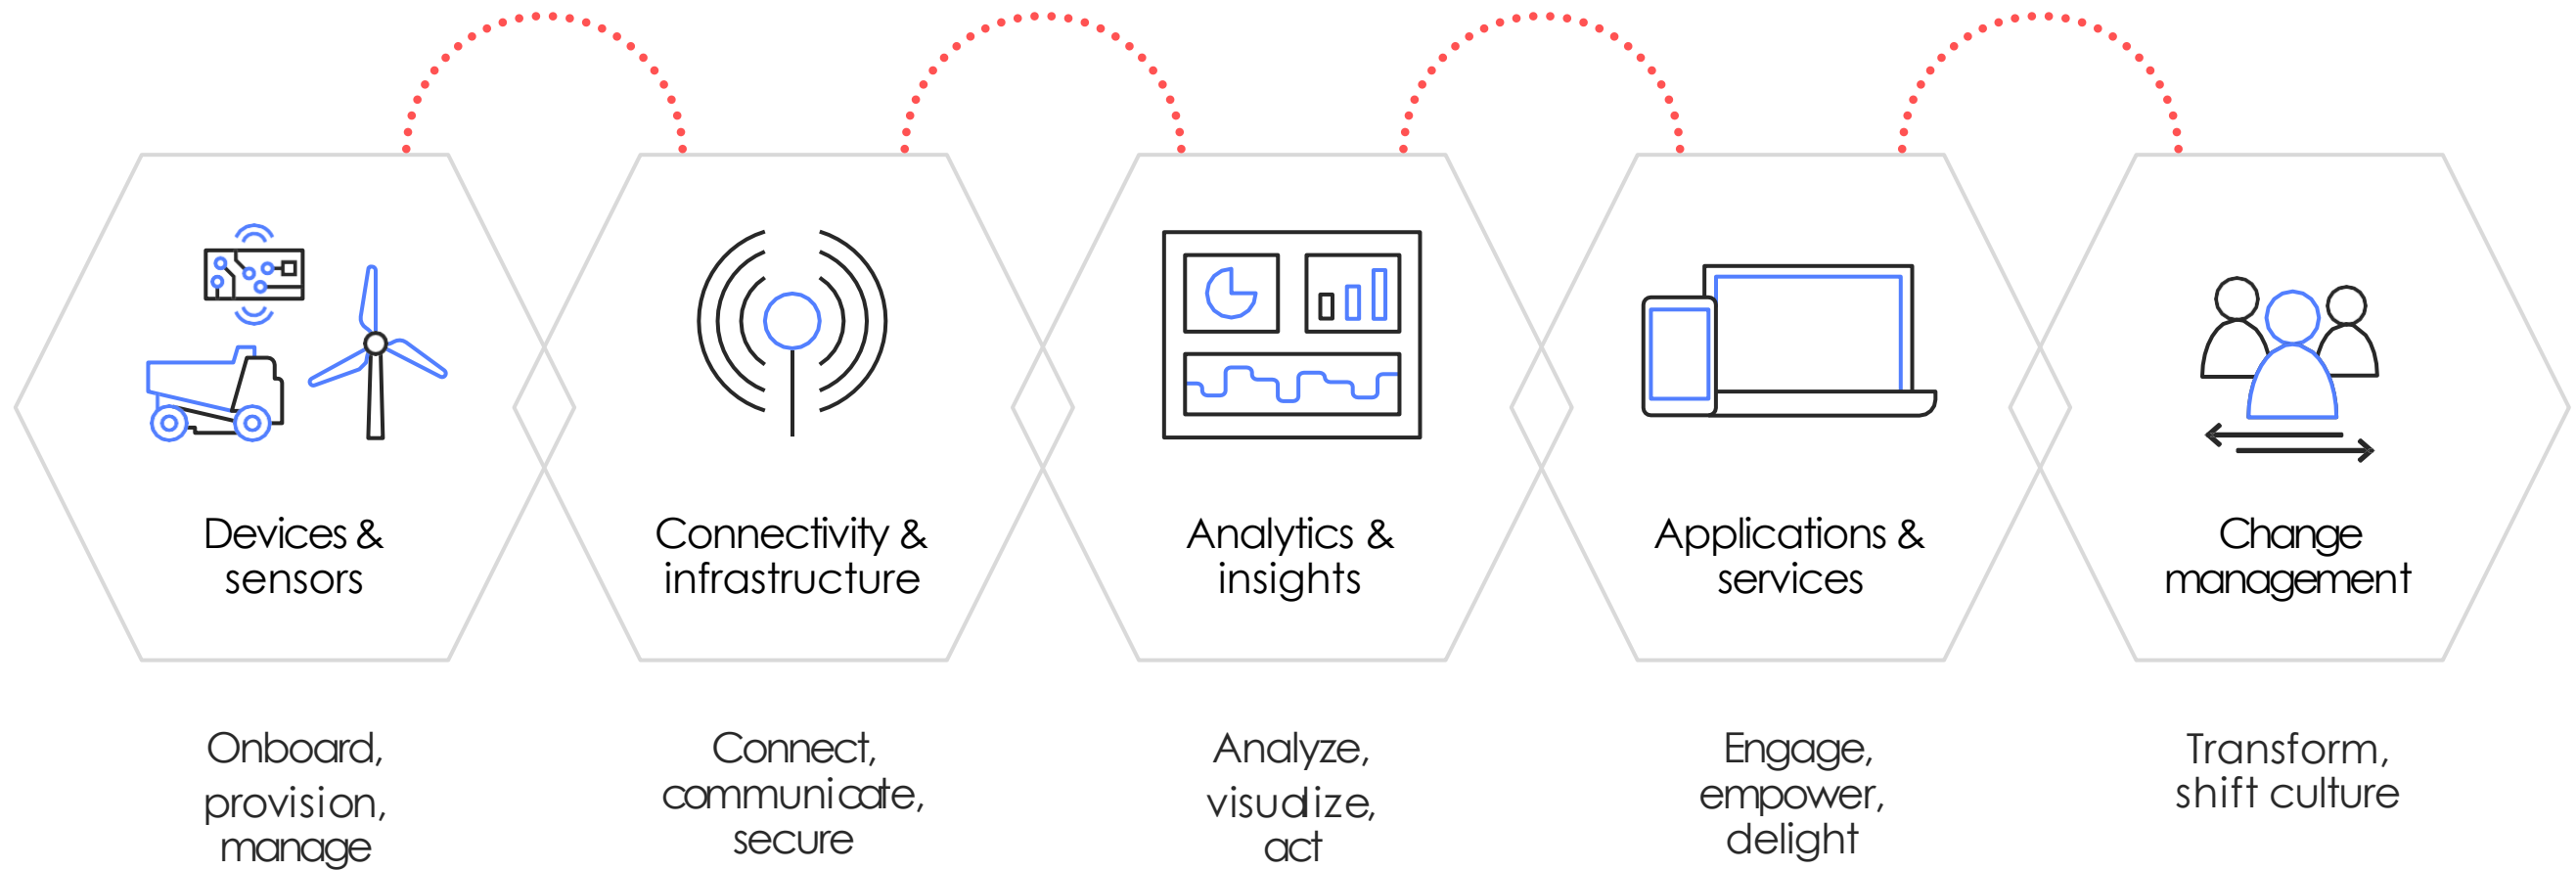 Devices &
sensors
Connectivity &
infrastructure
Analytics &
insights
Applications &
services
Change
management
Onboard,
provision,
manage
Connect,
communicate,
secure
Analyze,
visualize,
act
Engage,
empower,
delight
Transform,
shift culture